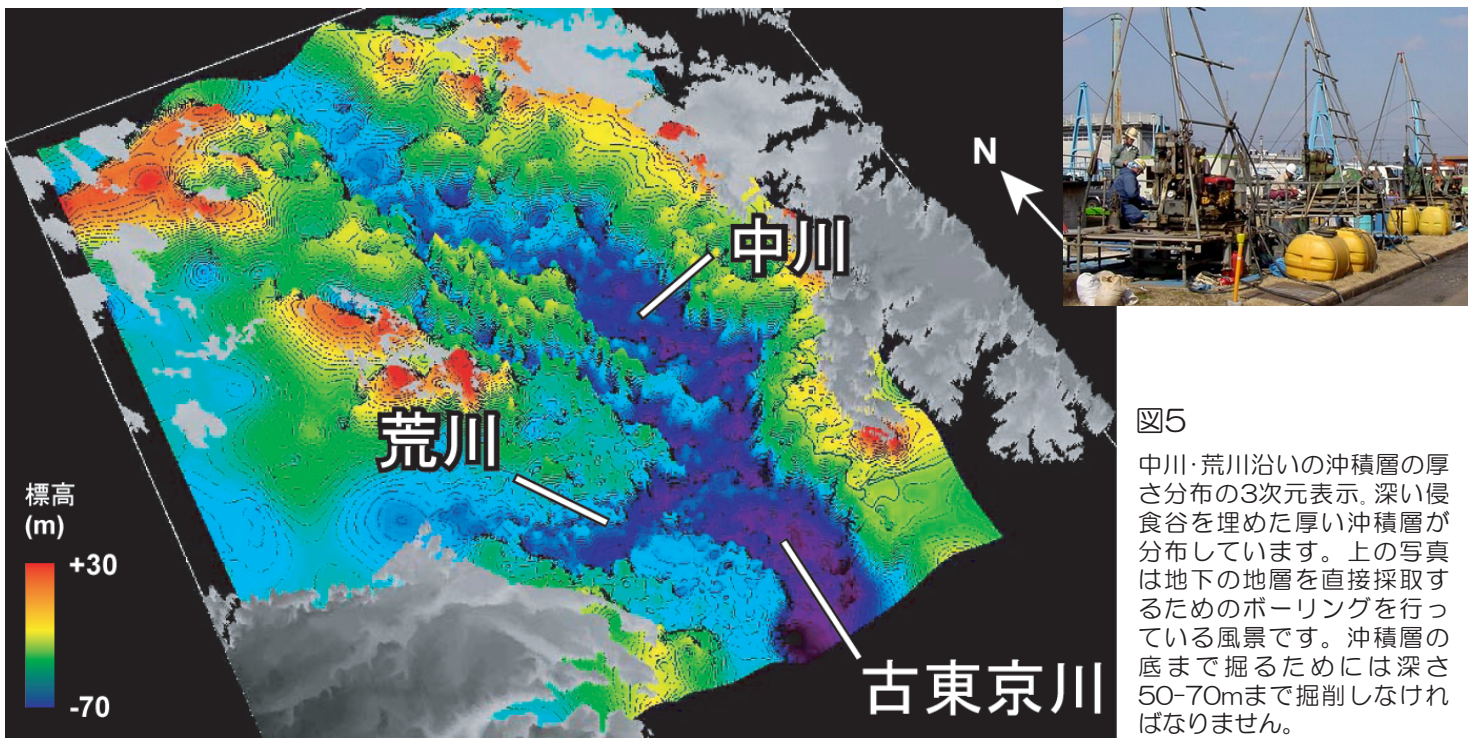 N
中川
荒川
古東京川
標高
(m)
+30
-70
図5
中川・荒川沿いの沖積層の厚
さ分布の3次元表示。深い侵
食谷を埋めた厚い沖積層が
分布しています。上の写真
は地下の地層を直接採取す
るためのボーリングを行っ
ている風景です。沖積層の
底まで掘るためには深さ
50-70mまで掘削しなけれ
ばなりません。